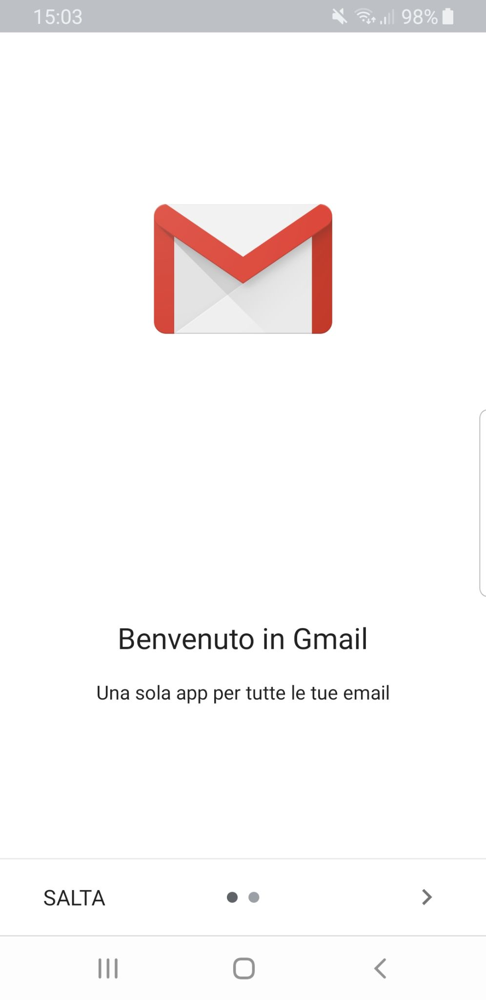 15:03
98%
Benvenuto in Gmail
Una sola app per tutte le tue email
SALTA